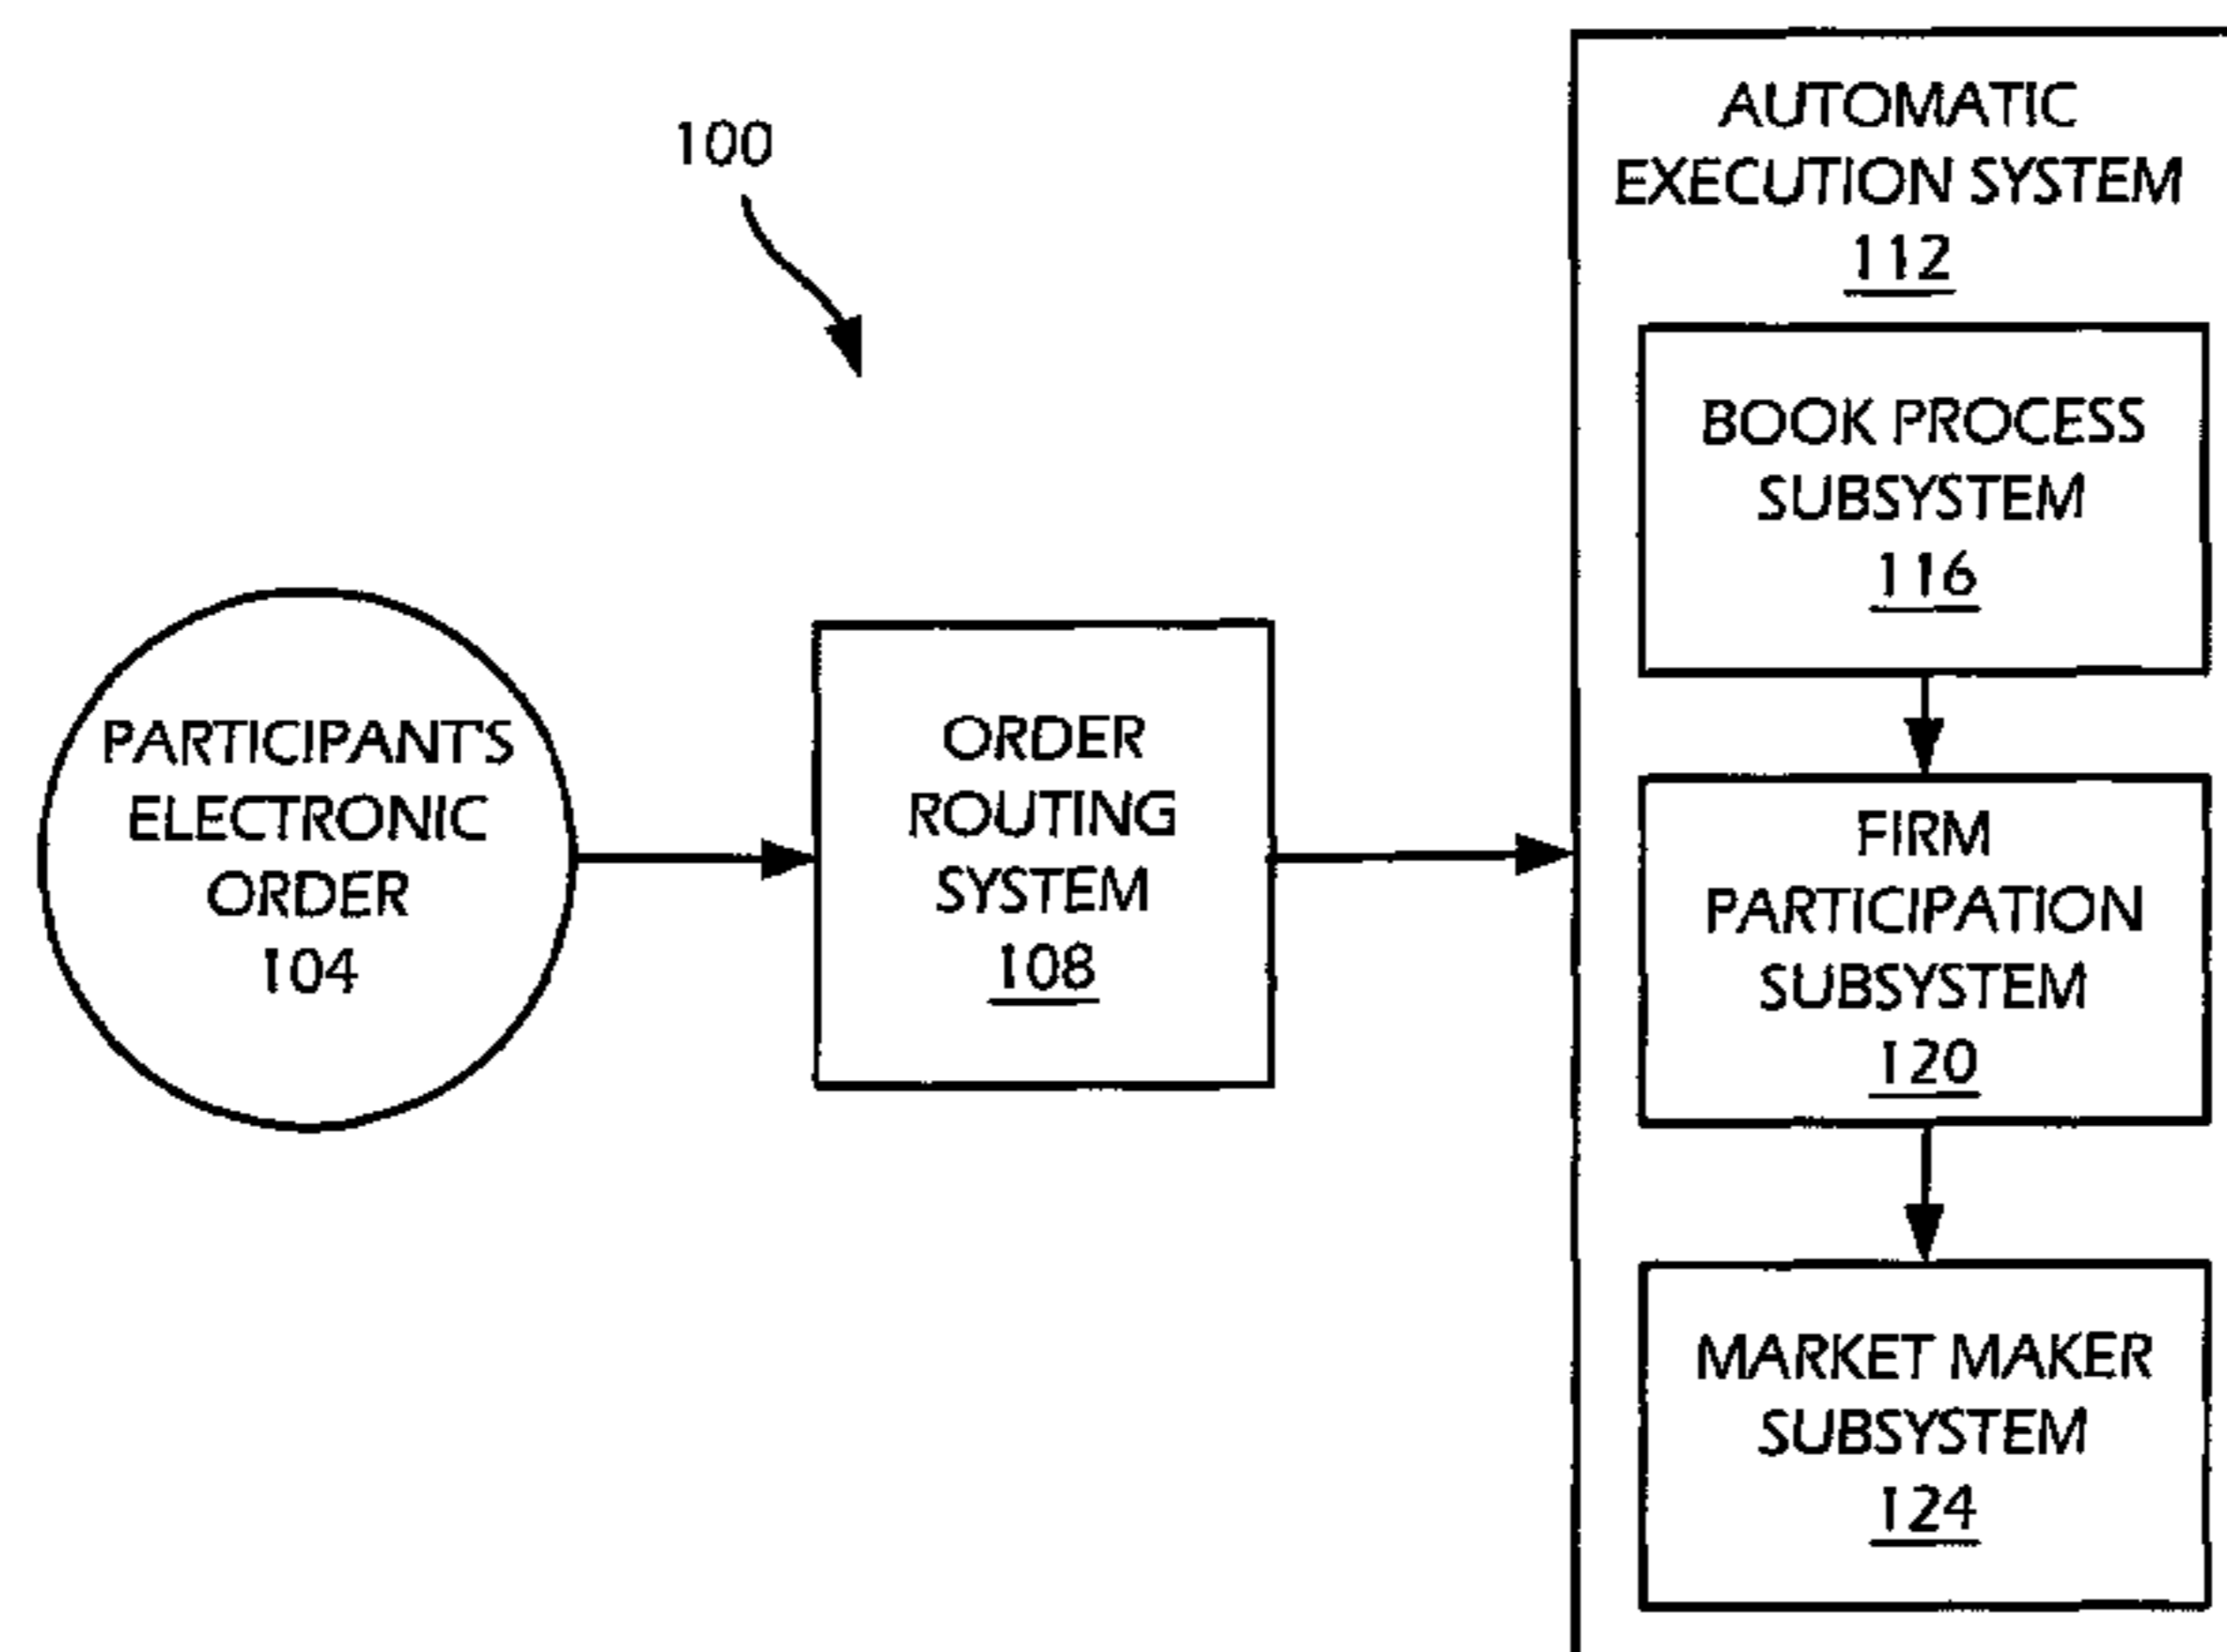 100
PARTICIPANT'S
ELECTRONIC
ORDER
104
ORDER
ROUTING
SYSTEM
108
AUTOMATIC
EXECUTION SYSTEM
112
BOOK PROCESS
SUBSYSTEM
116
FIRM
PARTICIPATION
SUBSYSTEM
120
MARKET MAKER
SUBSYSTEM
124